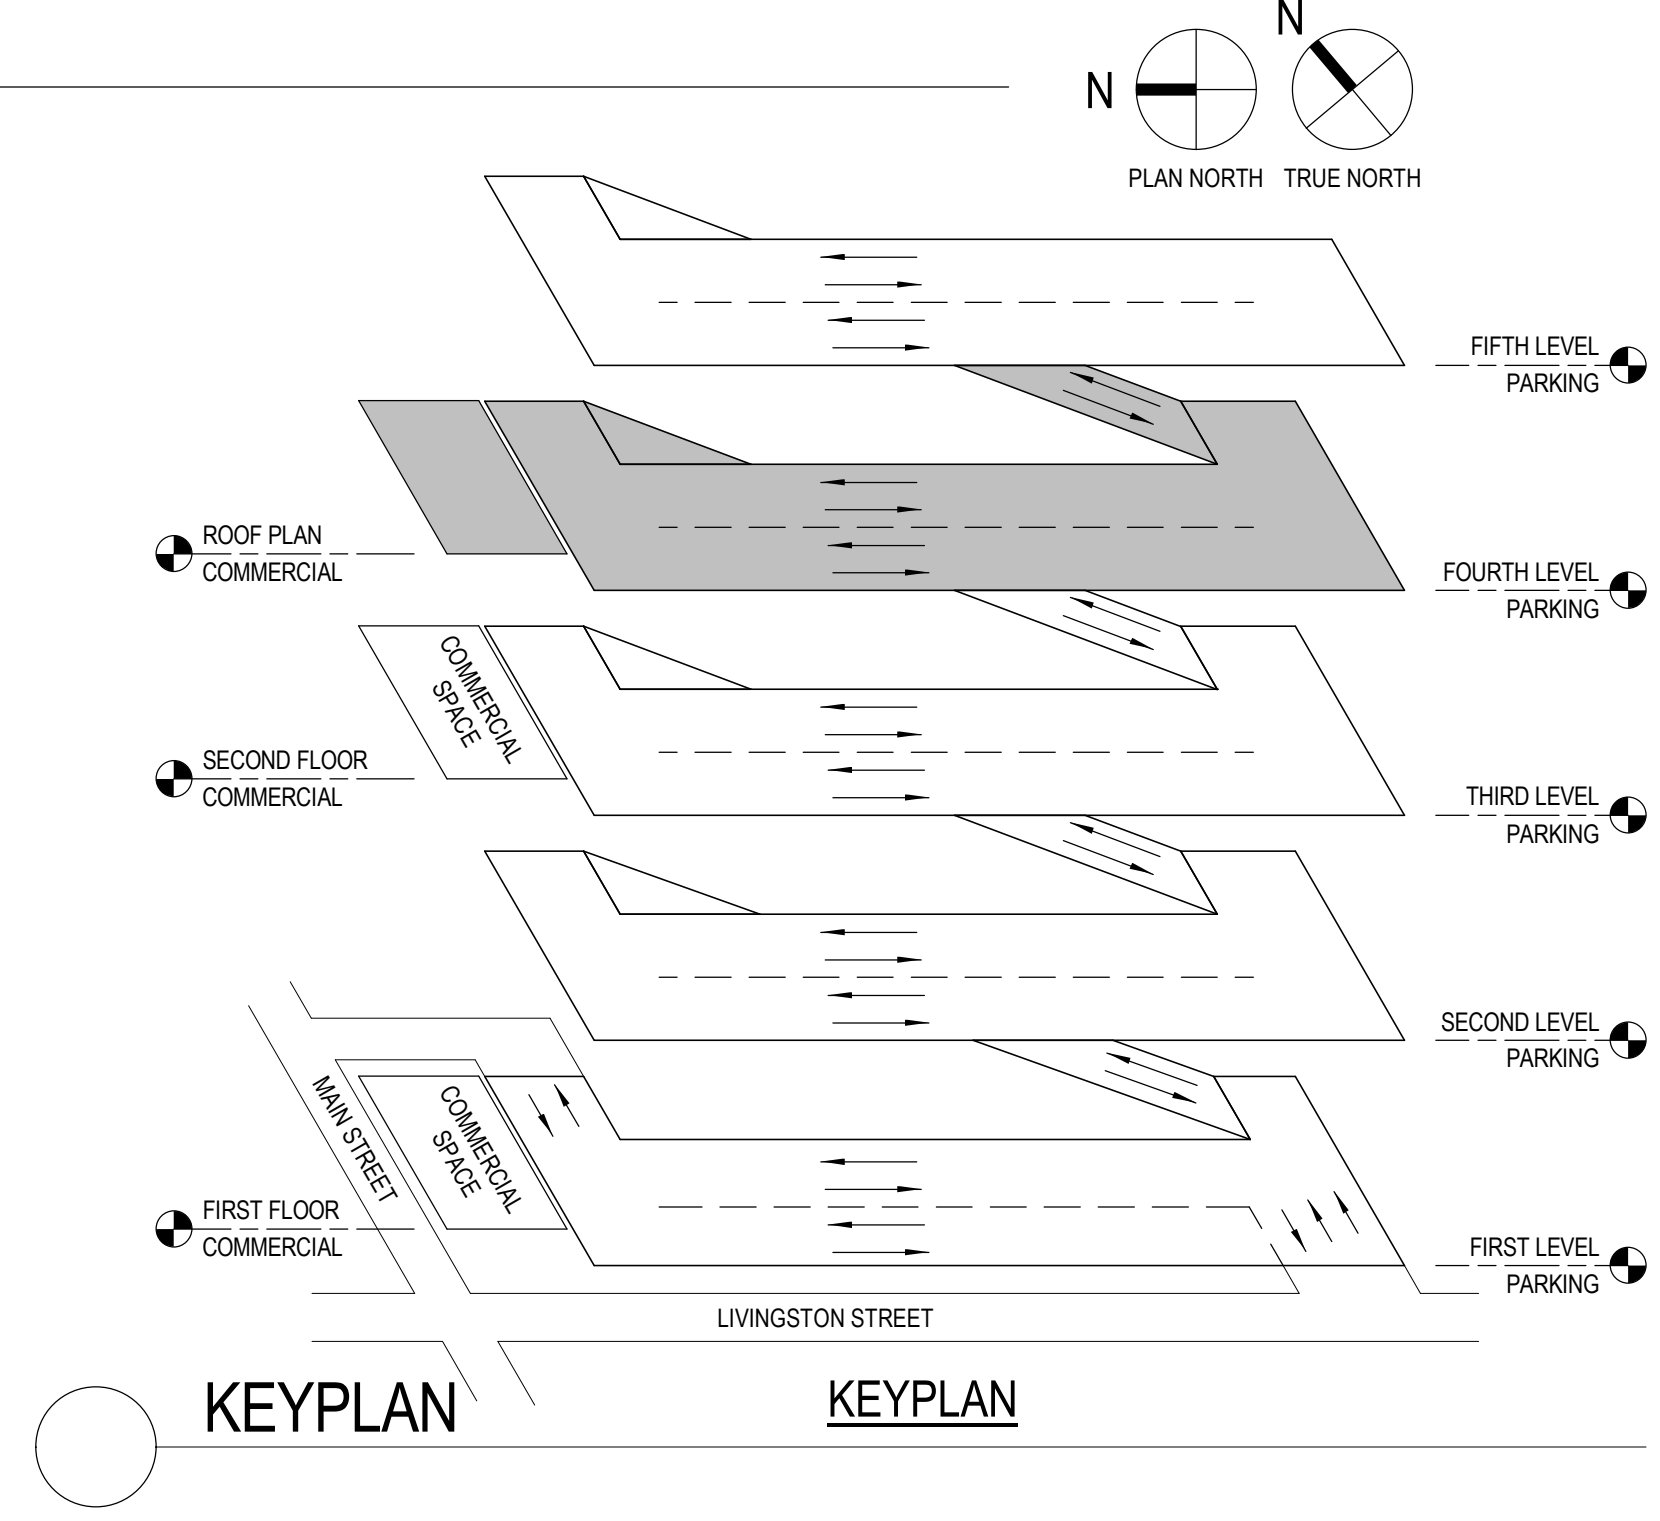 N
N
PLAN NORTH
TRUE NORTH
FIFTH LEVEL
PARKING
ROOF PLAN
COMMERCIAL
FOURTH LEVEL
PARKING
COMMERCIAL
SPACE
SECOND FLOOR
COMMERCIAL
THIRD LEVEL
PARKING
SECOND LEVEL
PARKING
MAIN STREET
COMMERCIAL
SPACE
FIRST FLOOR
COMMERCIAL
FIRST LEVEL
PARKING
LIVINGSTON STREET
KEYPLAN
KEYPLAN